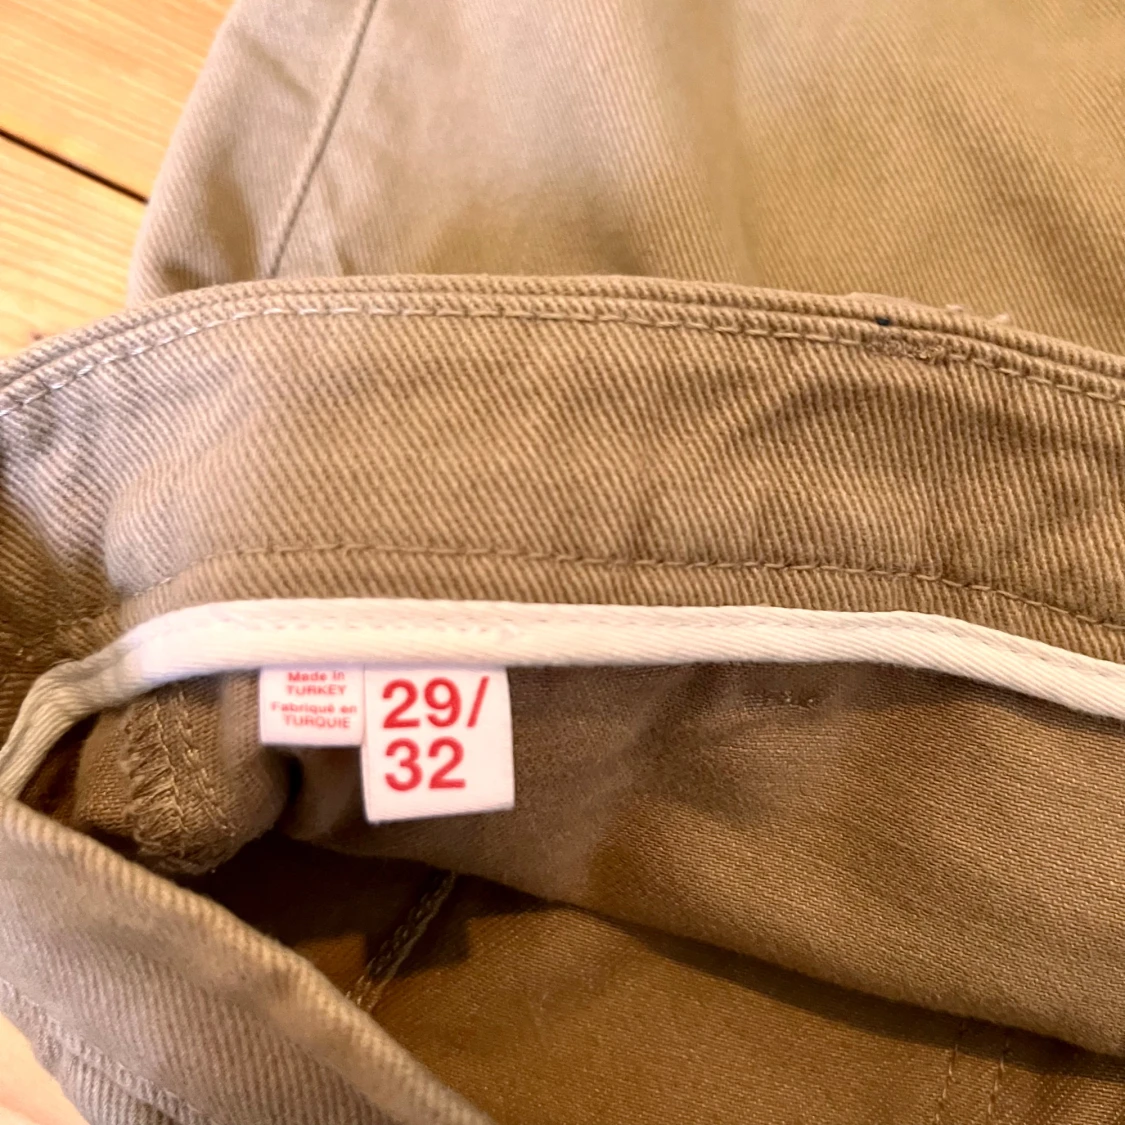 Made in
TURKEY
Fabriqué en
TURQUIE
29/
32